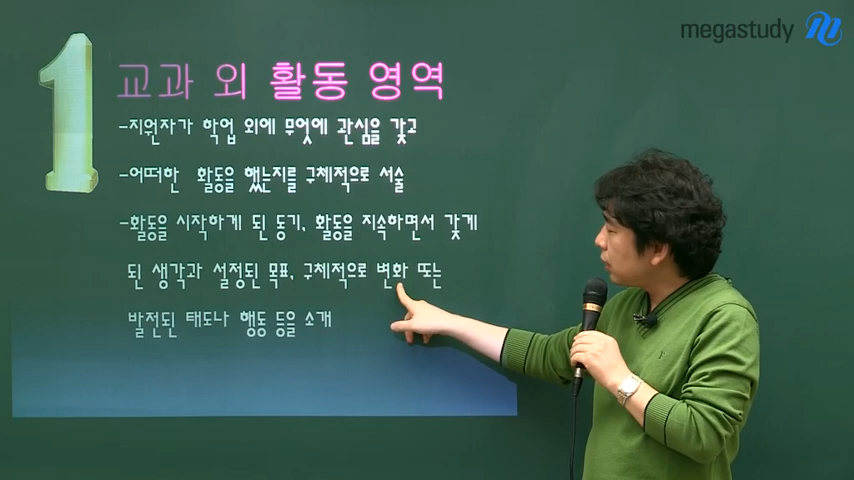 megastudy
1
교과 외 활동 영역
-지원자가 학업 외에 무엇에 관심을 갖고
-어떠한 활동을 했는지를 구체적으로 서술
-활동을 시작하게 된 동기, 활동을 지속하면서 갖게
된 생각과 설정된 목표, 구체적으로 변화 또는
발전된 태도나 행동 등을 소개